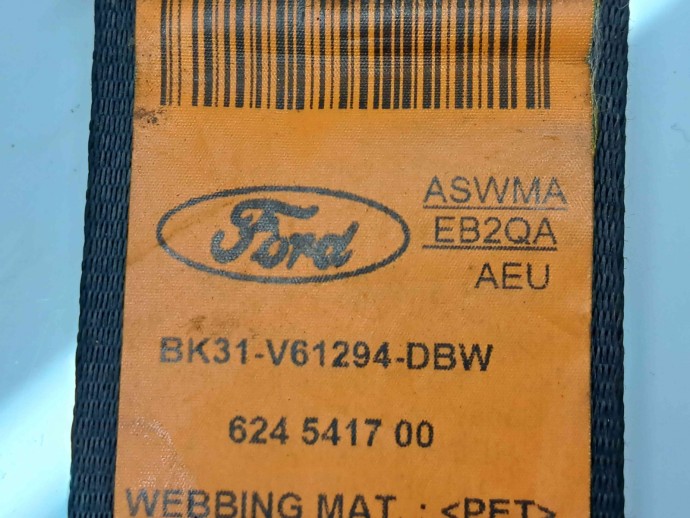 ASWMA
EB2QA
Ford
AEU
BK31-V61294-DBW
624 5417 00
WEBBING MAT. : <PET>